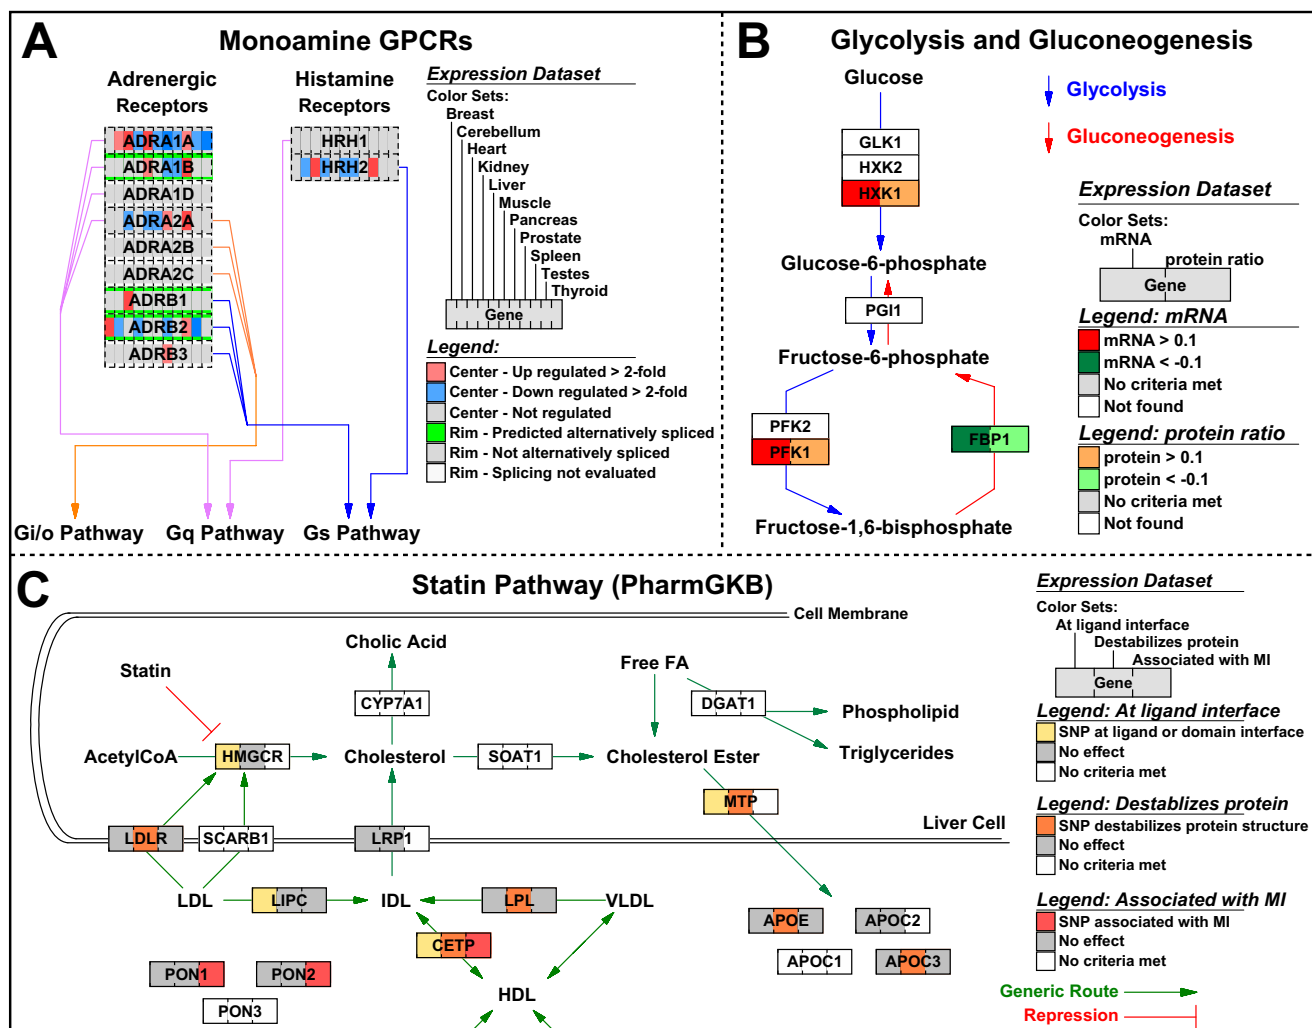 A
Monoamine GPCRs
Adrenergic
Receptors
Histamine
Receptors
ADRA1A
ADRA1B
ADRA1D
ADRA2A
ADRA2B
ADRA2C
ADRB1
ADRB2
ADRB3
HRH1
HRH2
Expression Dataset
Color Sets:
Breast
Cerebellum
Heart
Kidney
Liver
Muscle
Pancreas
Prostate
Spleen
Testes
Thyroid
Gene
Legend:
Center - Up regulated > 2-fold
Center - Down regulated > 2-fold
Center - Not regulated
Rim - Predicted alternatively spliced
Rim - Not alternatively spliced
Rim - Splicing not evaluated
Gi/o Pathway
Gq Pathway
Gs Pathway
B
Glycolysis and Gluconeogenesis
Glucose
GLK1
HXK2
HXK1
Glucose-6-phosphate
PGI1
Fructose-6-phosphate
PFK2
PFK1
FBP1
Fructose-1,6-bisphosphate
Glycolysis
Gluconeogenesis
Expression Dataset
Color Sets:
mRNA
protein ratio
Gene
Legend: mRNA
mRNA > 0.1
mRNA < -0.1
No criteria met
Not found
Legend: protein ratio
protein > 0.1
protein < -0.1
No criteria met
Not found
C
Statin Pathway (PharmGKB)
Cell Membrane
Cholic Acid
Statin
CYP7A1
Free FA
DGAT1
Phospholipid
AcetylCoA
HMGCR
Cholesterol
SOAT1
Cholesterol Ester
Triglycerides
MTP
LDLR
SCARB1
LRP1
Liver Cell
LDL
LIPC
IDL
LPL
VLDL
CETP
APOE
APOC2
APOC1
APOC3
PON1
PON2
PON3
HDL
Expression Dataset
Color Sets:
At ligand interface
Destabilizes protein
Associated with MI
Gene
Legend: At ligand interface
SNP at ligand or domain interface
No effect
No criteria met
Legend: Destablizes protein
SNP destabilizes protein structure
No effect
No criteria met
Legend: Associated with MI
SNP associated with MI
No effect
No criteria met
Generic Route
Repression